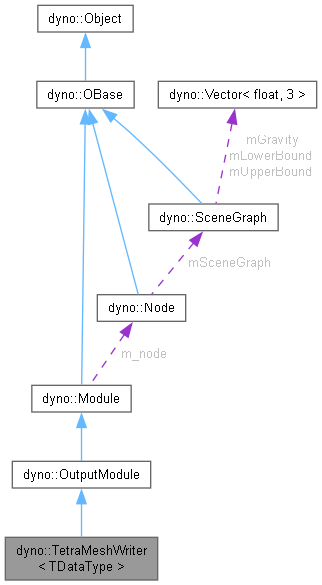 dyno::Object
dyno::OBase
dyno::Vector< float, 3 >
mGravity
mLowerBound
mUpperBound
dyno::SceneGraph
mSceneGraph
dyno::Node
m_node
dyno::Module
dyno::OutputModule
dyno::TetraMeshWriter
< TDataType >